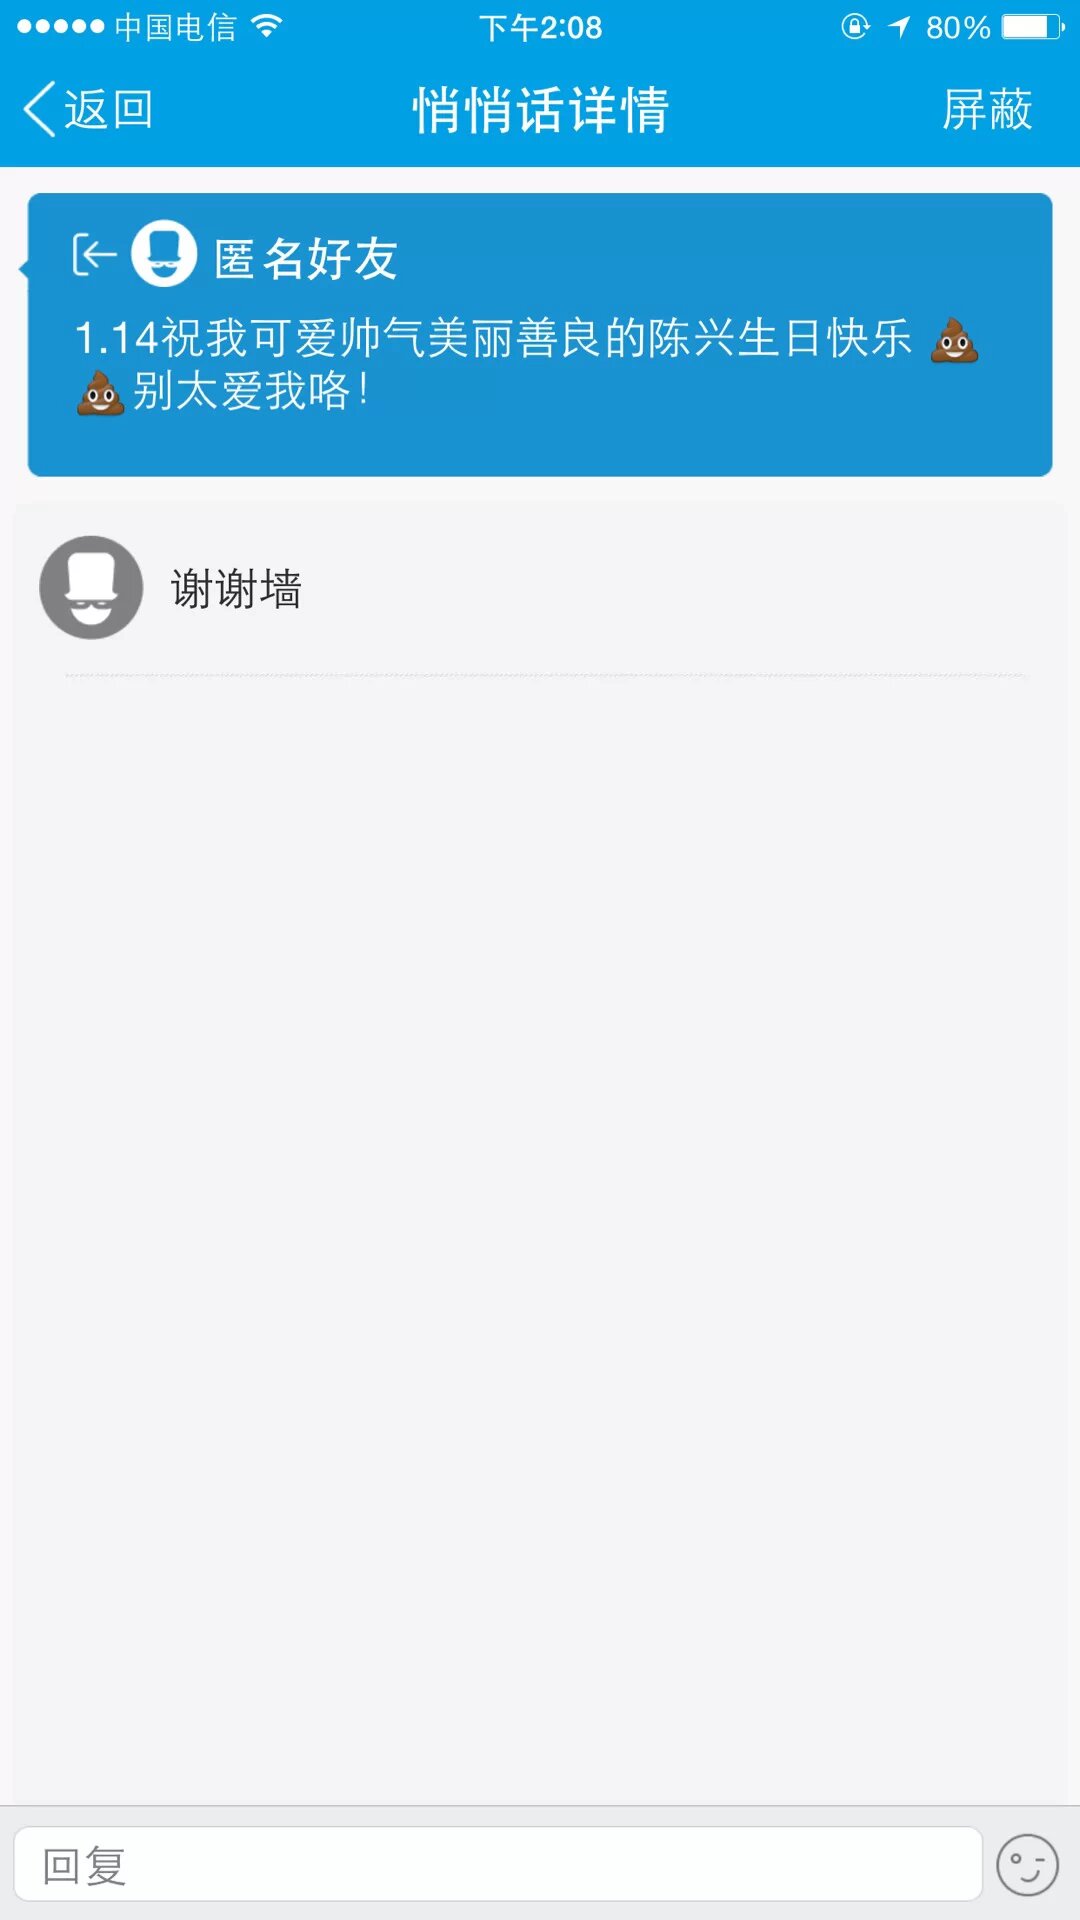 中国电信 下午2:08 80%
返回 悄悄话详情 屏蔽
匿名好友
1.14祝我可爱帅气美丽善良的陈兴生日快乐💩
💩别太爱我咯！
谢谢墙
回复